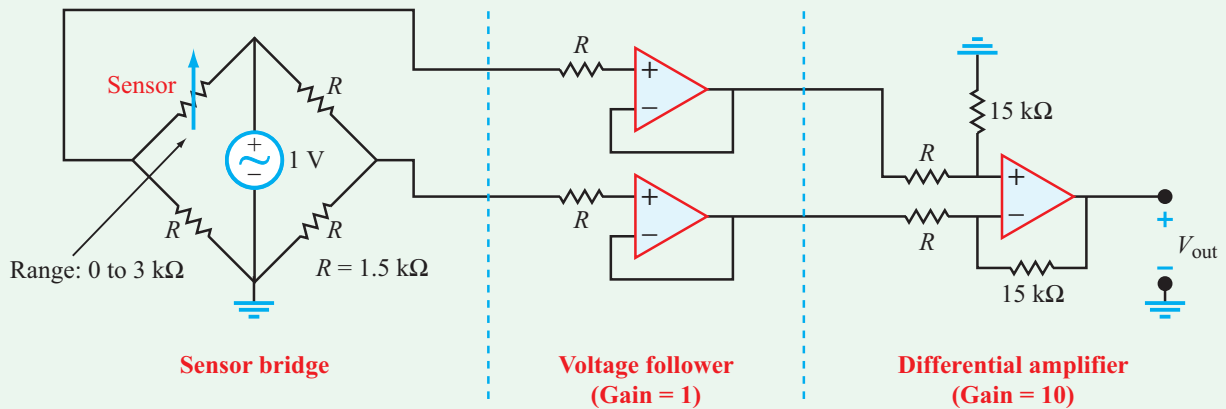 Sensor
R
1 V
R
R
Range: 0 to 3 kΩ
R = 1.5 kΩ
+
−
R
+
−
R
+
−
15 kΩ
R
R
+
−
15 kΩ
+
Vout
−
Sensor bridge
Voltage follower
(Gain = 1)
Differential amplifier
(Gain = 10)